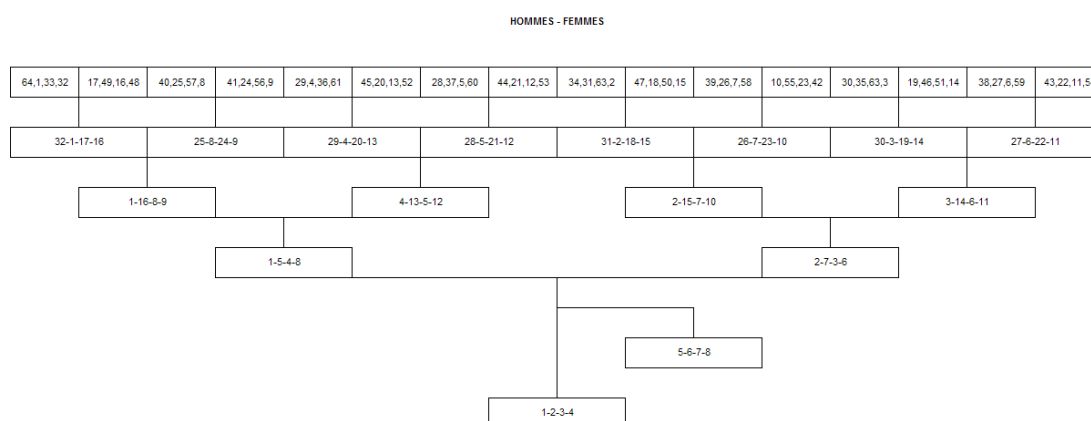 HOMMES - FEMMES
64,1,33,32 17,49,16,48 40,25,57,8 41,24,56,9 29,4,36,61 45,20,13,52 28,37,5,60 44,21,12,53 34,31,63,2 47,18,50,15 39,26,7,58 10,55,23,42 30,35,63,3 19,46,51,14 38,27,6,59 43,22,11,5
32-1-17-16 25-8-24-9 29-4-20-13 28-5-21-12 31-2-18-15 26-7-23-10 30-3-19-14 27-6-22-11
1-16-8-9 4-13-5-12 2-15-7-10 3-14-6-11
1-5-4-8 2-7-3-6
5-6-7-8
1-2-3-4